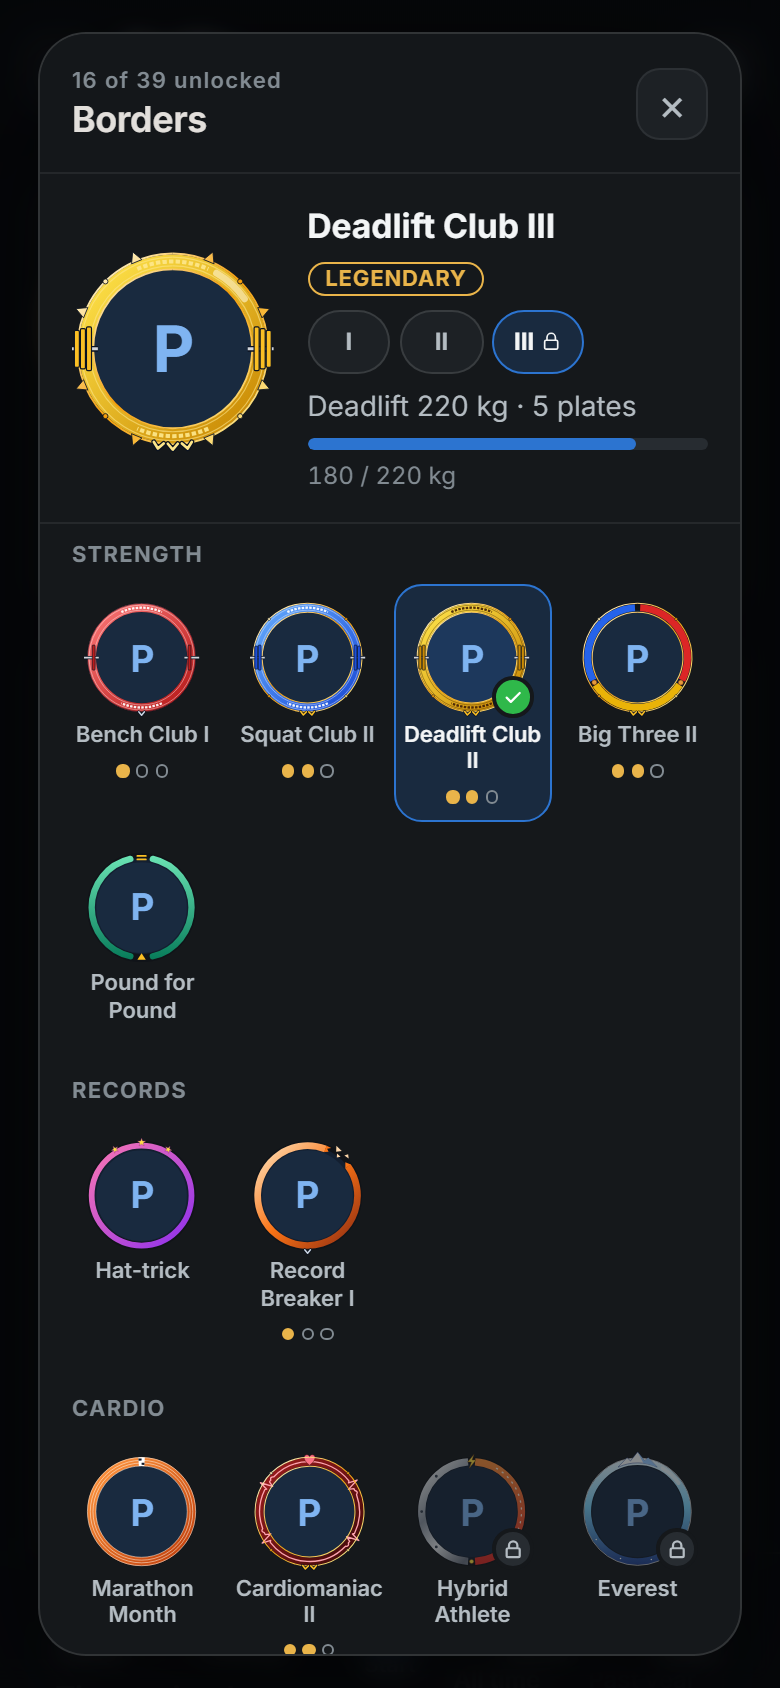 16 of 39 unlocked
Borders
Deadlift Club III
LEGENDARY
I II III
Deadlift 220 kg · 5 plates
180 / 220 kg
P
STRENGTH
P P P P
Bench Club I Squat Club II Deadlift Club II Big Three II
P
Pound for
Pound
RECORDS
P P
Hat-trick Record
Breaker I
CARDIO
P P P P
Marathon
Month
Cardiomaniac
II
Hybrid
Athlete
Everest